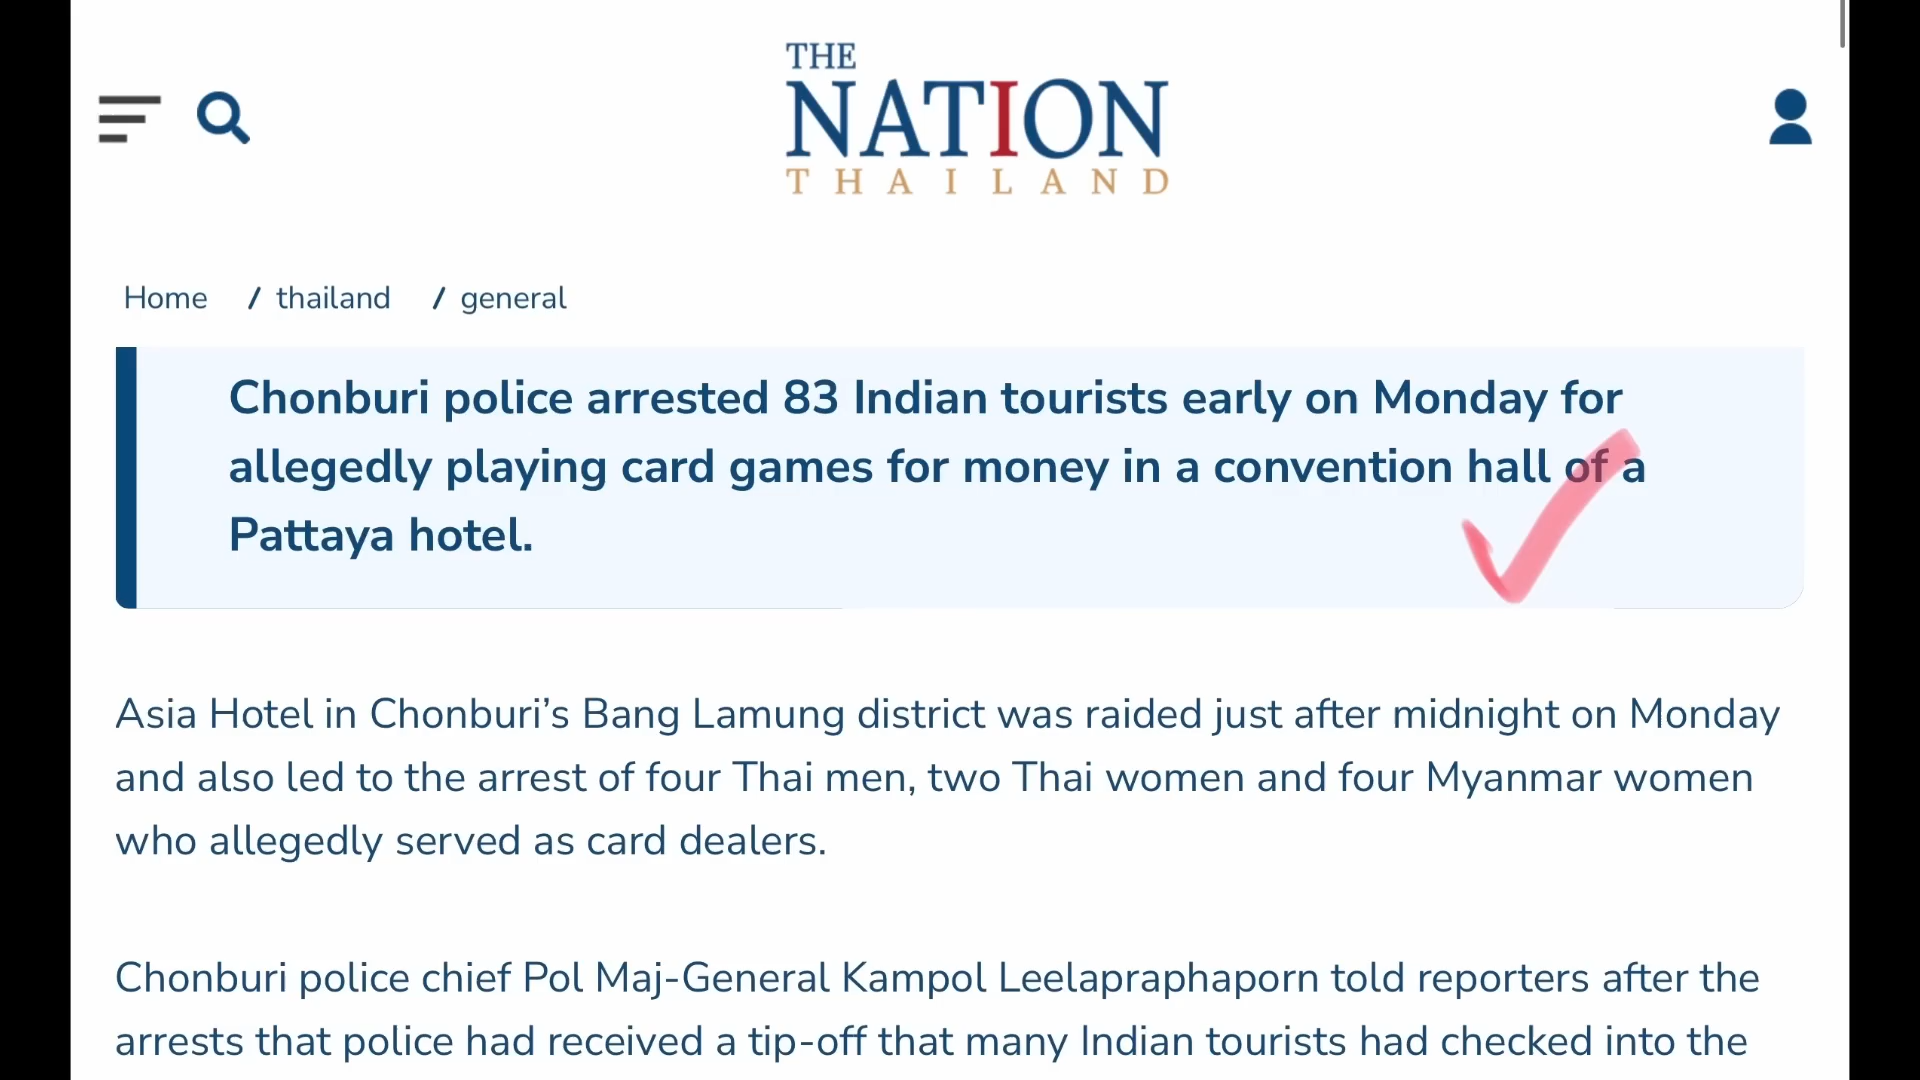 THE
NATION
THAILAND
Home / thailand / general
Chonburi police arrested 83 Indian tourists early on Monday for
allegedly playing card games for money in a convention hall of a
Pattaya hotel.
Asia Hotel in Chonburi’s Bang Lamung district was raided just after midnight on Monday
and also led to the arrest of four Thai men, two Thai women and four Myanmar women
who allegedly served as card dealers.
Chonburi police chief Pol Maj-General Kampol Leelapraphaporn told reporters after the
arrests that police had received a tip-off that many Indian tourists had checked into the